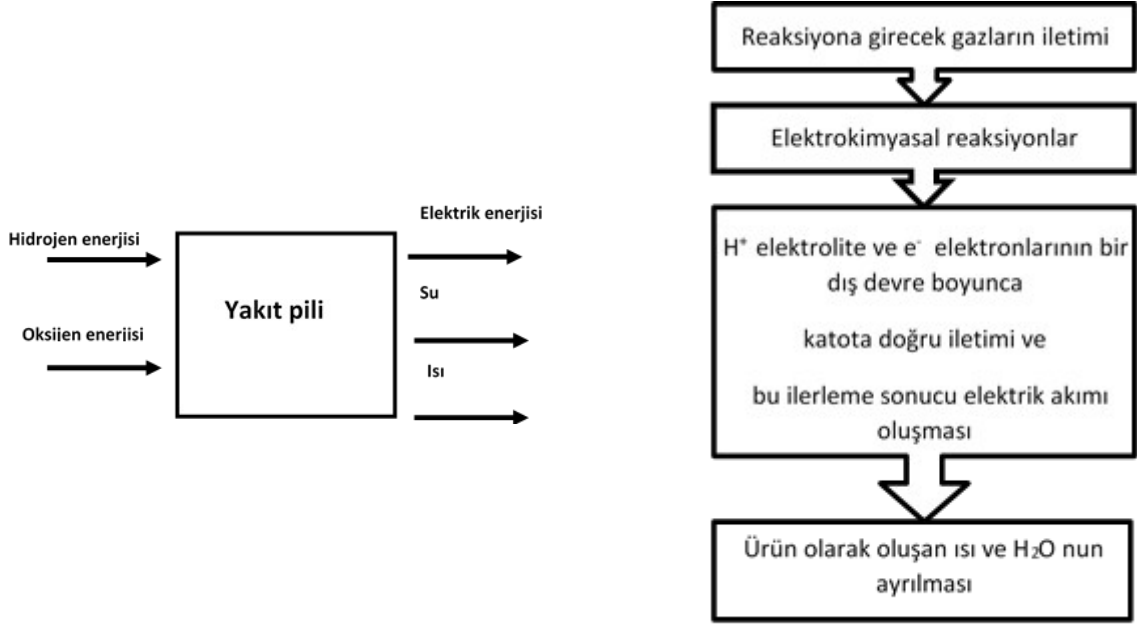 Hidrojen enerjisi
Oksijen enerjisi
Yakıt pili
Elektrik enerjisi
Su
Isı
Reaksiyona girecek gazların iletimi
Elektrokimyasal reaksiyonlar
H⁺ elektrolite ve e⁻ elektronlarının bir
dış devre boyunca
katota doğru iletimi ve
bu ilerleme sonucu elektrik akımı
oluşması
Ürün olarak oluşan ısı ve H₂O nun
ayrılması